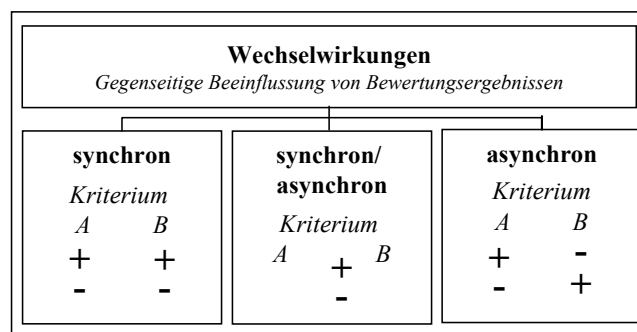 Wechselwirkungen
Gegenseitige Beeinflussung von Bewertungsergebnissen
synchron
Kriterium
A B
+ +
- -
synchron/
asynchron
Kriterium
A B
+
-
asynchron
Kriterium
A B
+ -
- +